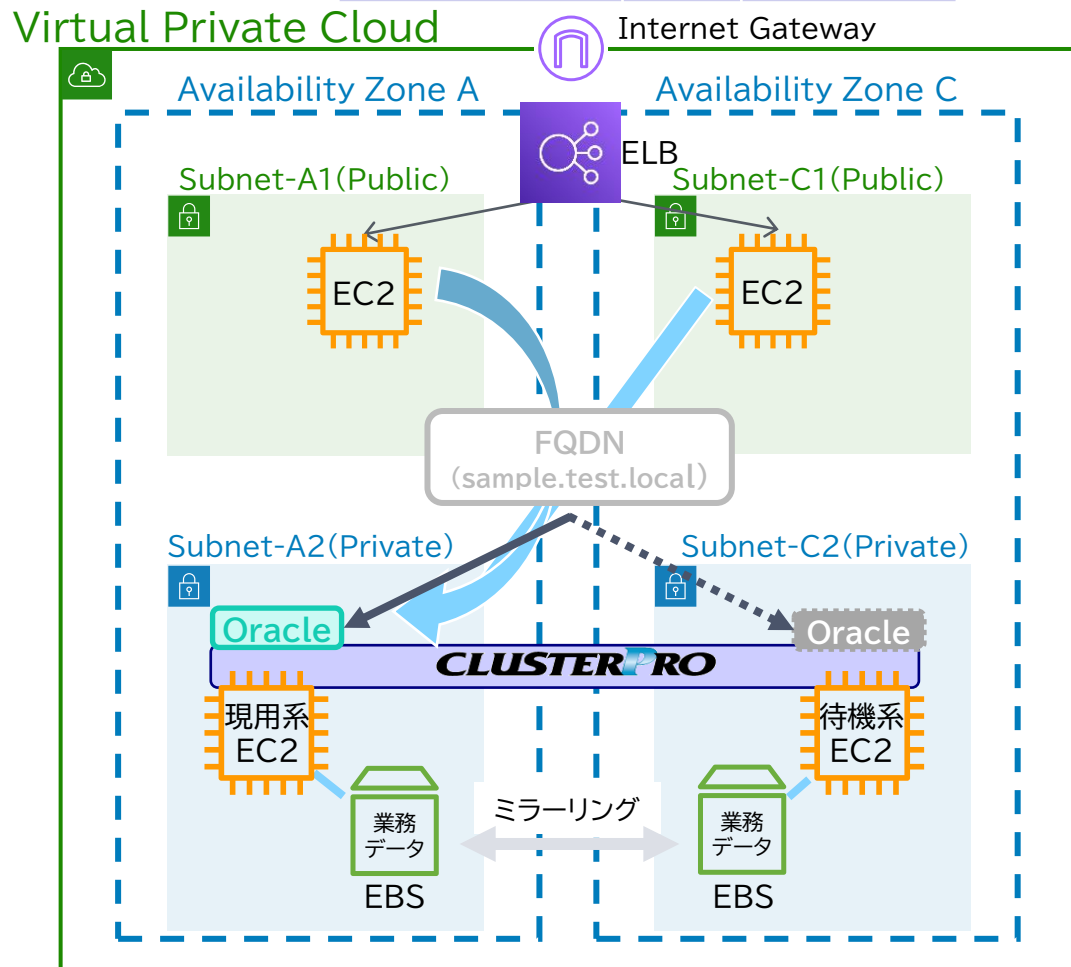 Virtual Private Cloud
Internet Gateway
Availability Zone A
Availability Zone C
ELB
Subnet-A1(Public)
Subnet-C1(Public)
EC2
EC2
FQDN
(sample.test.local)
Subnet-A2(Private)
Subnet-C2(Private)
Oracle
Oracle
CLUSTERPRO
現用系
EC2
待機系
EC2
ミラーリング
業務
データ
業務
データ
EBS
EBS